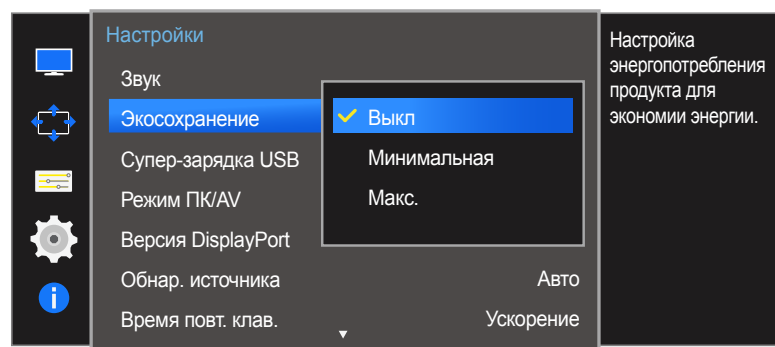 Настройки
Звук
Экосохранение
Супер-зарядка USB
Режим ПК/AV
Версия DisplayPort
Обнар. источника
Авто
Время повт. клав.
Ускорение
Выкл
Минимальная
Макс.
Настройка
энергопотребления
продукта для
экономии энергии.